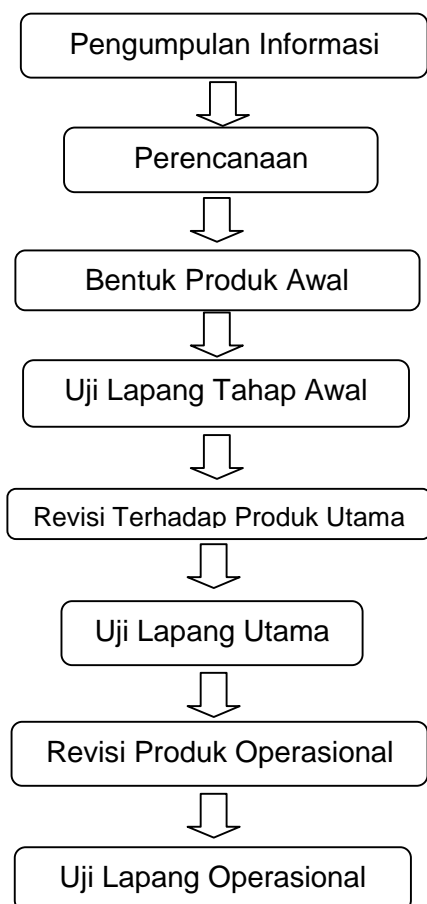 Pengumpulan Informasi
Perencanaan
Bentuk Produk Awal
Uji Lapang Tahap Awal
Revisi Terhadap Produk Utama
Uji Lapang Utama
Revisi Produk Operasional
Uji Lapang Operasional